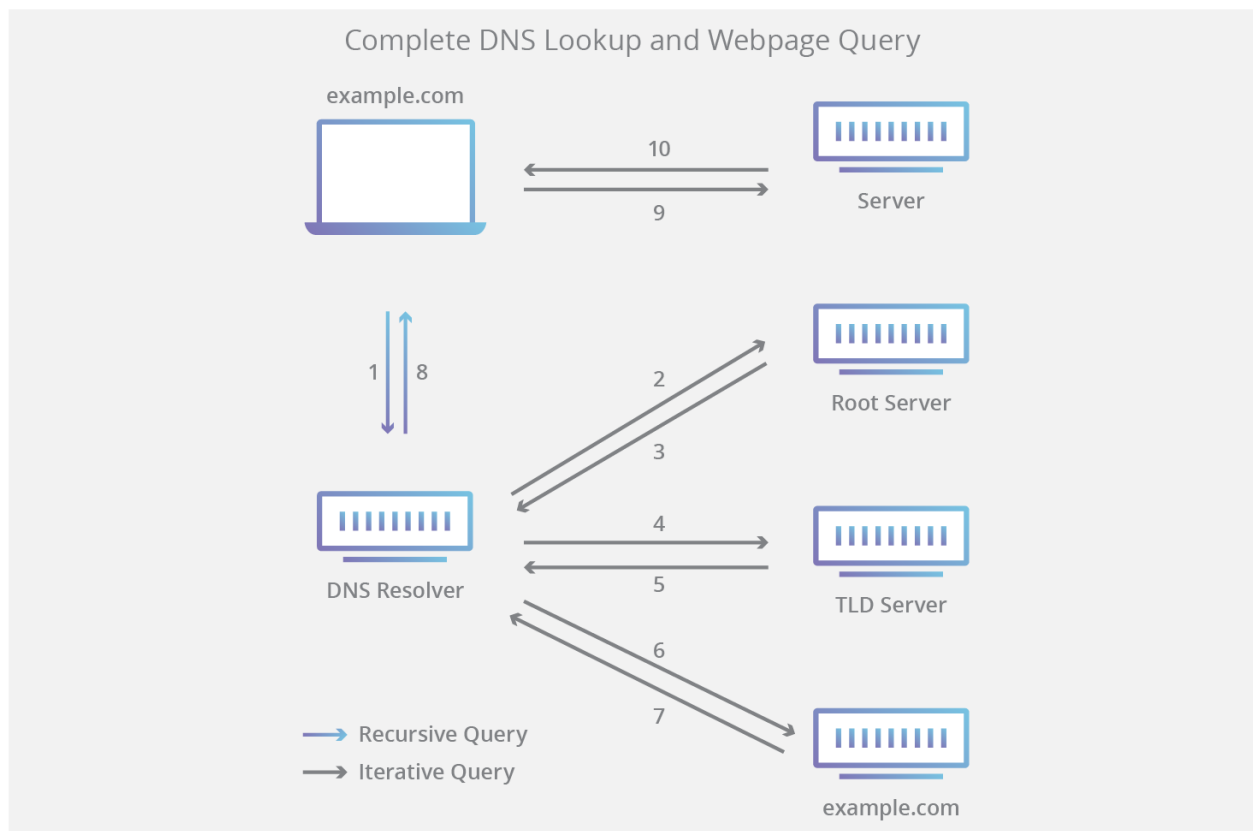 Complete DNS Lookup and Webpage Query
example.com
10
9
Server
1
8
2
3
Root Server
4
5
DNS Resolver
TLD Server
6
7
Recursive Query
Iterative Query
example.com